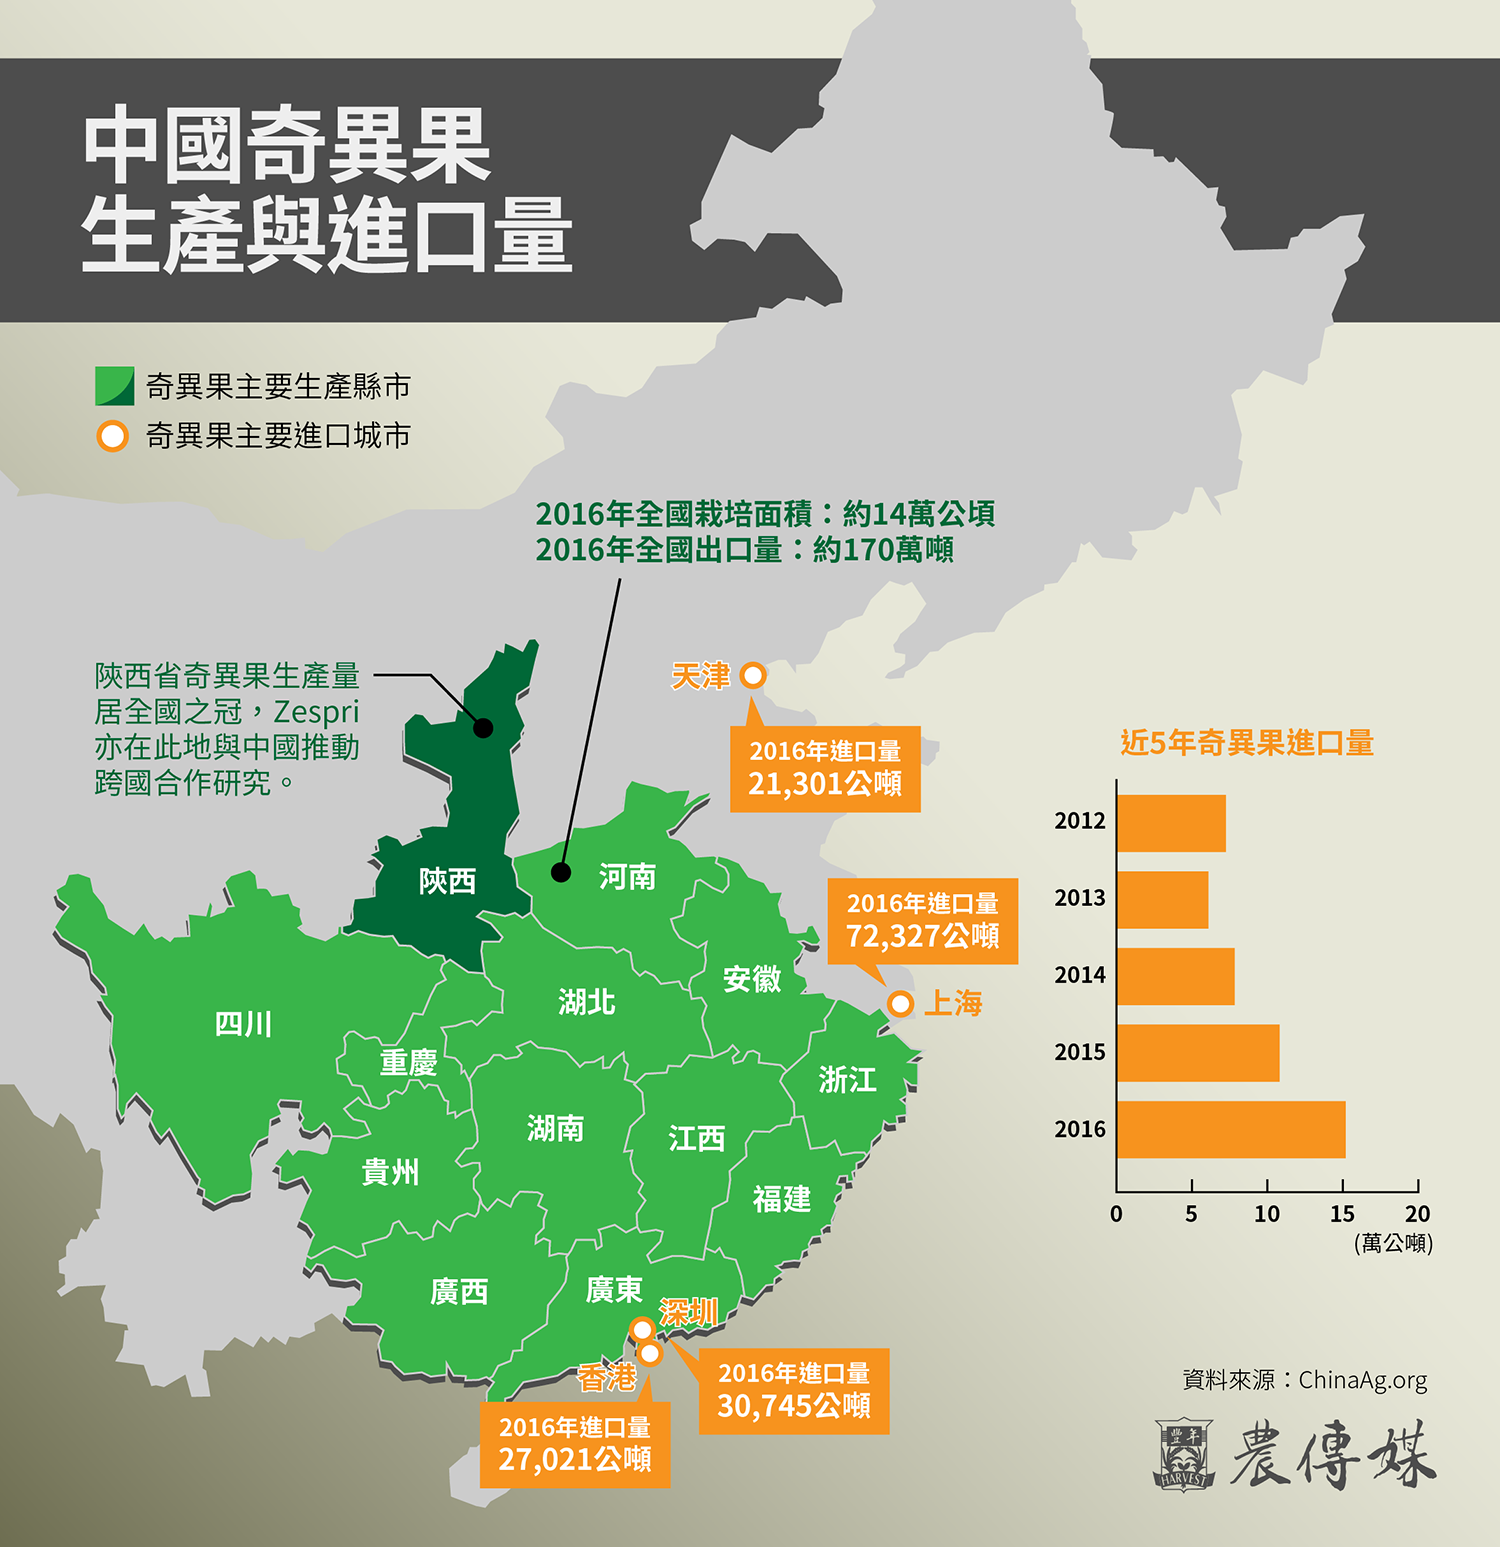 中國奇異果
生產與進口量
奇異果主要生產縣市
奇異果主要進口城市
2016年全國栽培面積：約14萬公頃
2016年全國出口量：約170萬噸
陝西省奇異果生產量
居全國之冠，Zespri
亦在此地與中國推動
跨國合作研究。
天津
2016年進口量
21,301公噸
陝西
河南
2016年進口量
72,327公噸
上海
安徽
湖北
四川
重慶
浙江
湖南
江西
貴州
福建
廣西
廣東
深圳
香港
2016年進口量
30,745公噸
2016年進口量
27,021公噸
近5年奇異果進口量
2012
2013
2014
2015
2016
0 5 10 15 20
(萬公噸)
資料來源：ChinaAg.org
豐年
HARVEST
農傳媒